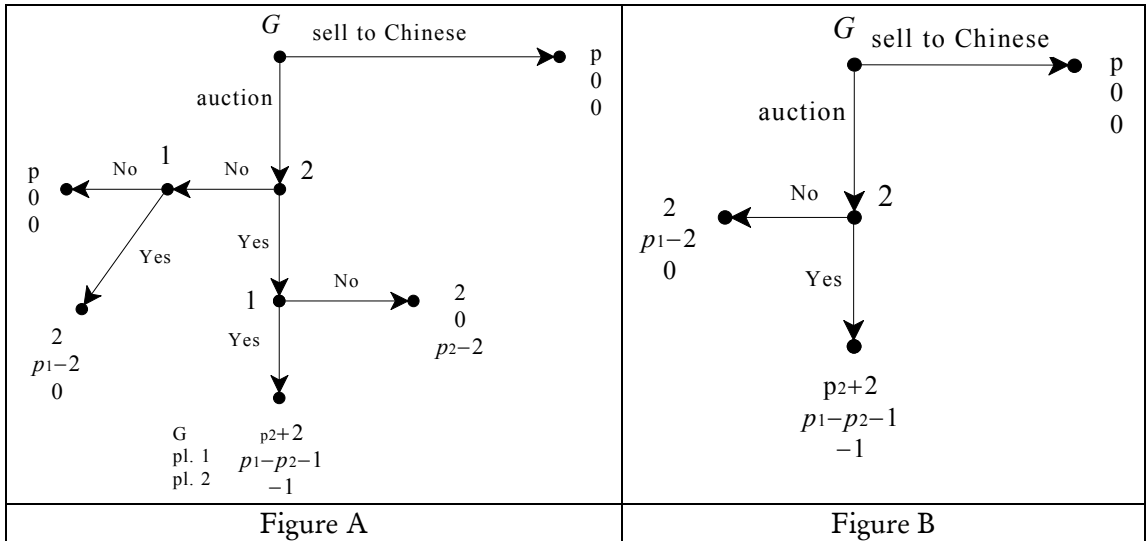 G
sell to Chinese
p
0
0
auction
1
No
No
2
p
0
0
Yes
Yes
1
No
2
0
p2–2
Yes
2
p1–2
0
G p2+2
pl. 1 p1–p2–1
pl. 2 –1
Figure A
G
sell to Chinese
p
0
0
auction
No
2
2
p1–2
0
Yes
p2+2
p1–p2–1
–1
Figure B